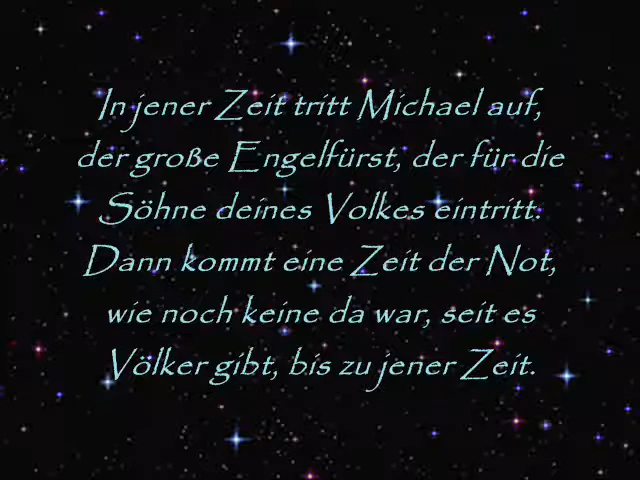 In jener Zeit tritt Michael auf,
der große Engelfürst, der für die
Söhne deines Volkes eintritt.
Dann kommt eine Zeit der Not,
wie noch keine da war, seit es
Völker gibt, bis zu jener Zeit.